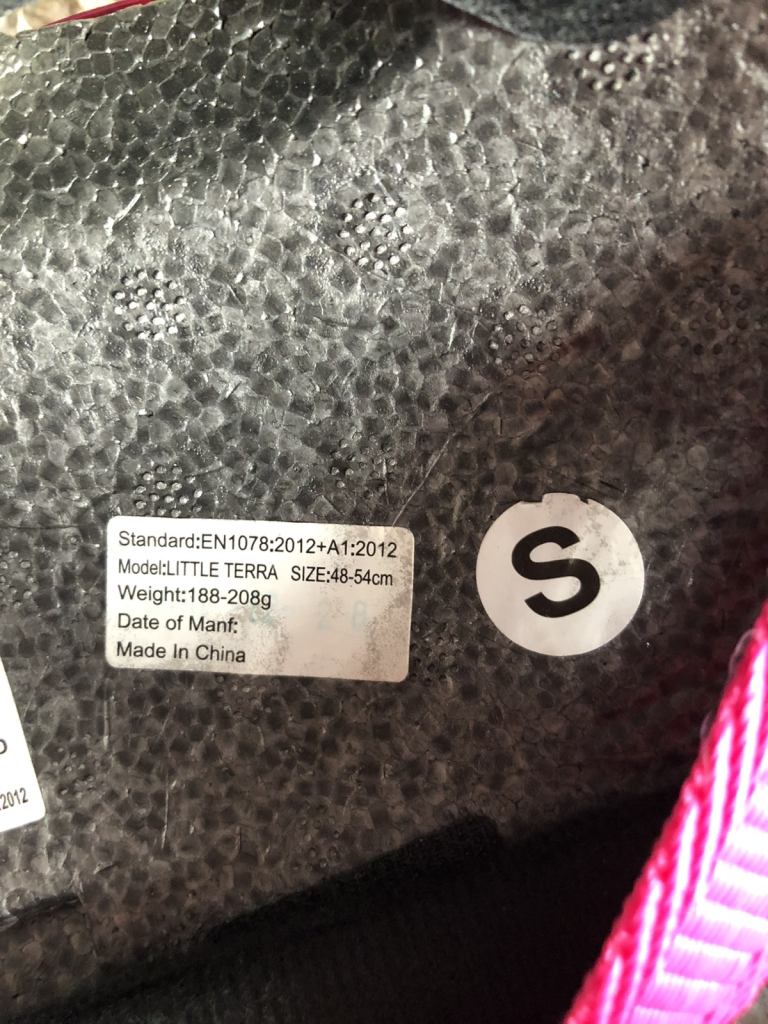 Standard:EN1078:2012+A1:2012
Model:LITTLE TERRA SIZE:48-54cm
Weight:188-208g
Date of Manf:
Made In China
S
2012